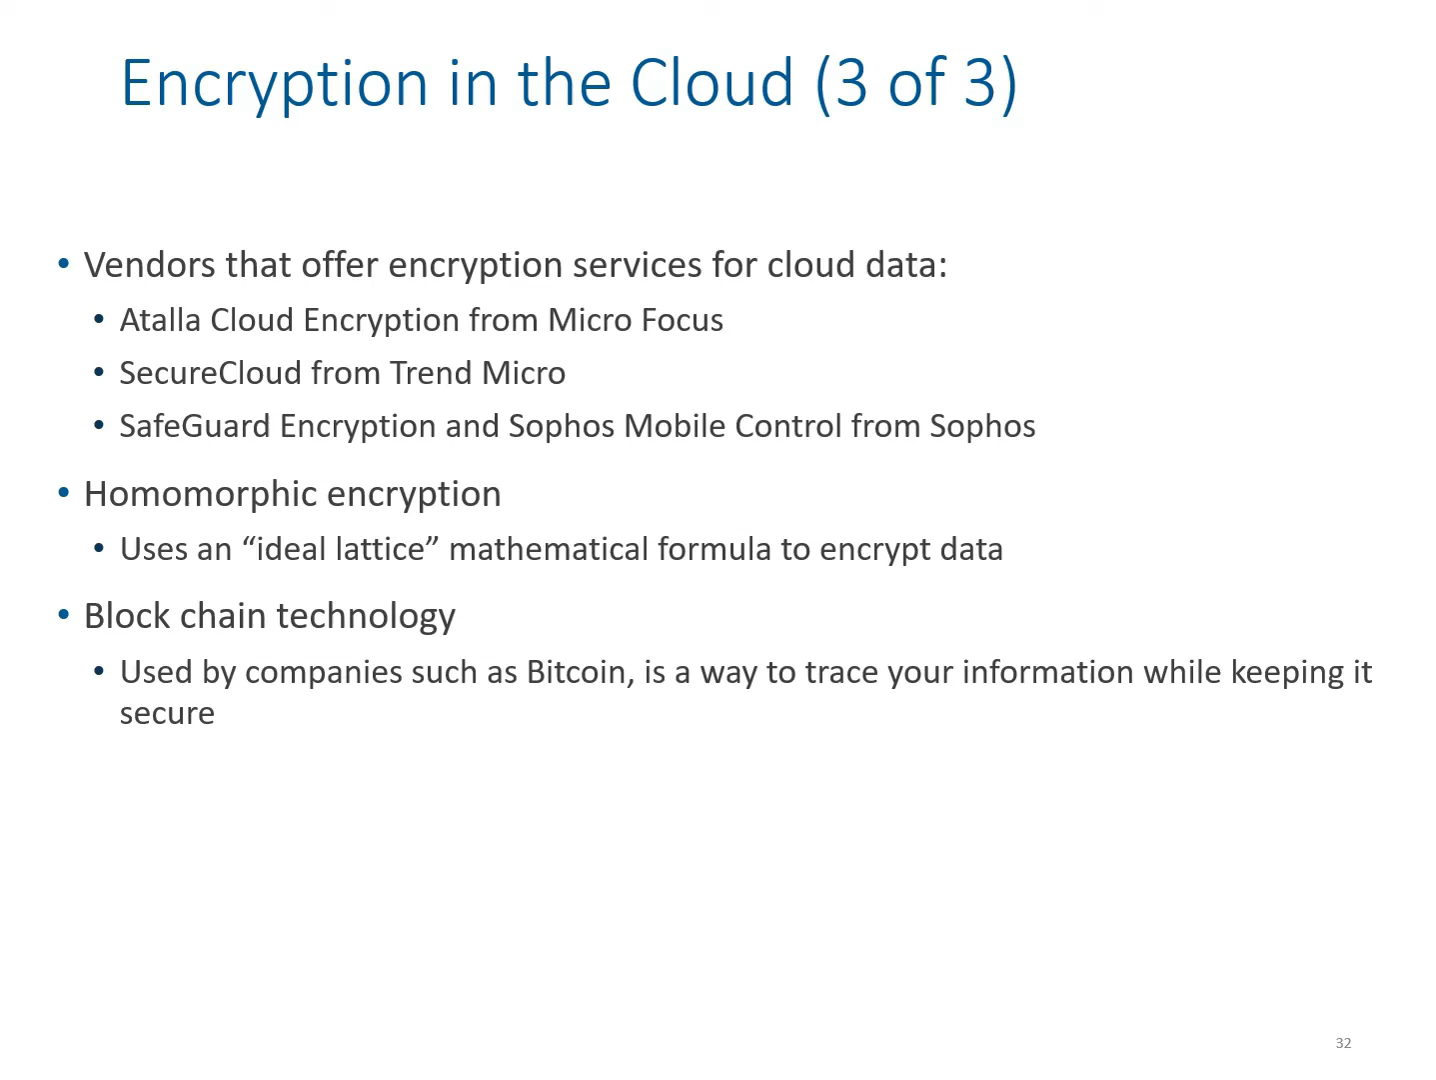 Encryption in the Cloud (3 of 3)
• Vendors that offer encryption services for cloud data:
• Atalla Cloud Encryption from Micro Focus
• SecureCloud from Trend Micro
• SafeGuard Encryption and Sophos Mobile Control from Sophos
• Homomorphic encryption
• Uses an “ideal lattice” mathematical formula to encrypt data
• Block chain technology
• Used by companies such as Bitcoin, is a way to trace your information while keeping it
secure
32